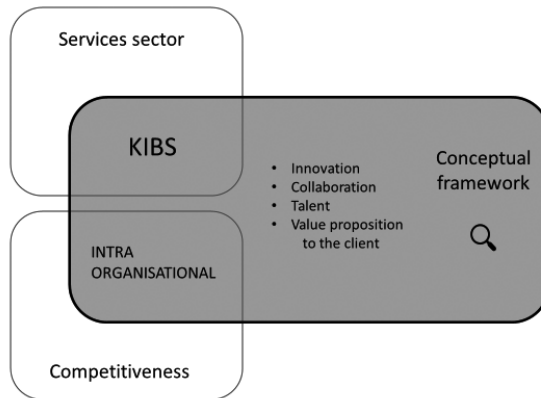 Services sector
KIBS
• Innovation
• Collaboration
• Talent
• Value proposition
to the client
Conceptual
framework
INTRA
ORGANISATIONAL
Competitiveness